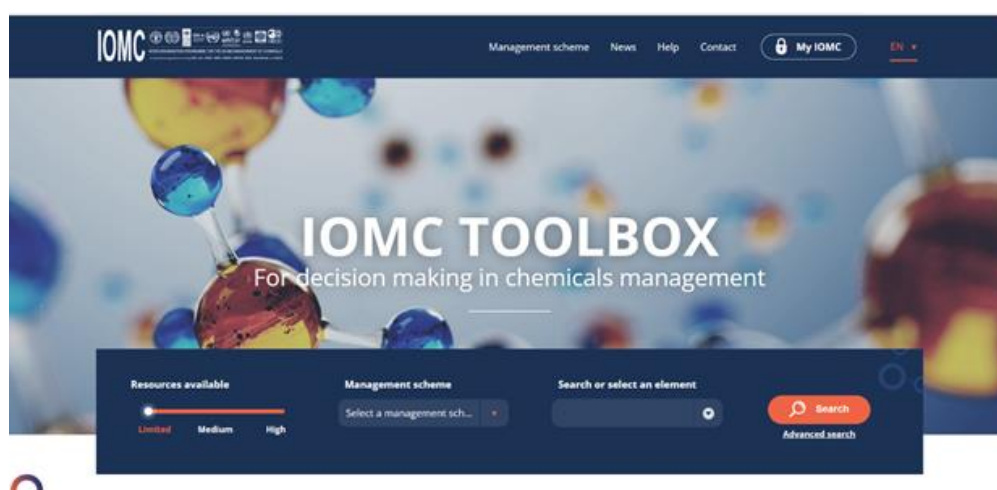 IOMC
Management scheme News Help Contact My IOMC EN
IOMC TOOLBOX
For decision making in chemicals management
Resources available
Limited Medium High
Management scheme
Select a management sch...
Search or select an element
Search
Advanced search